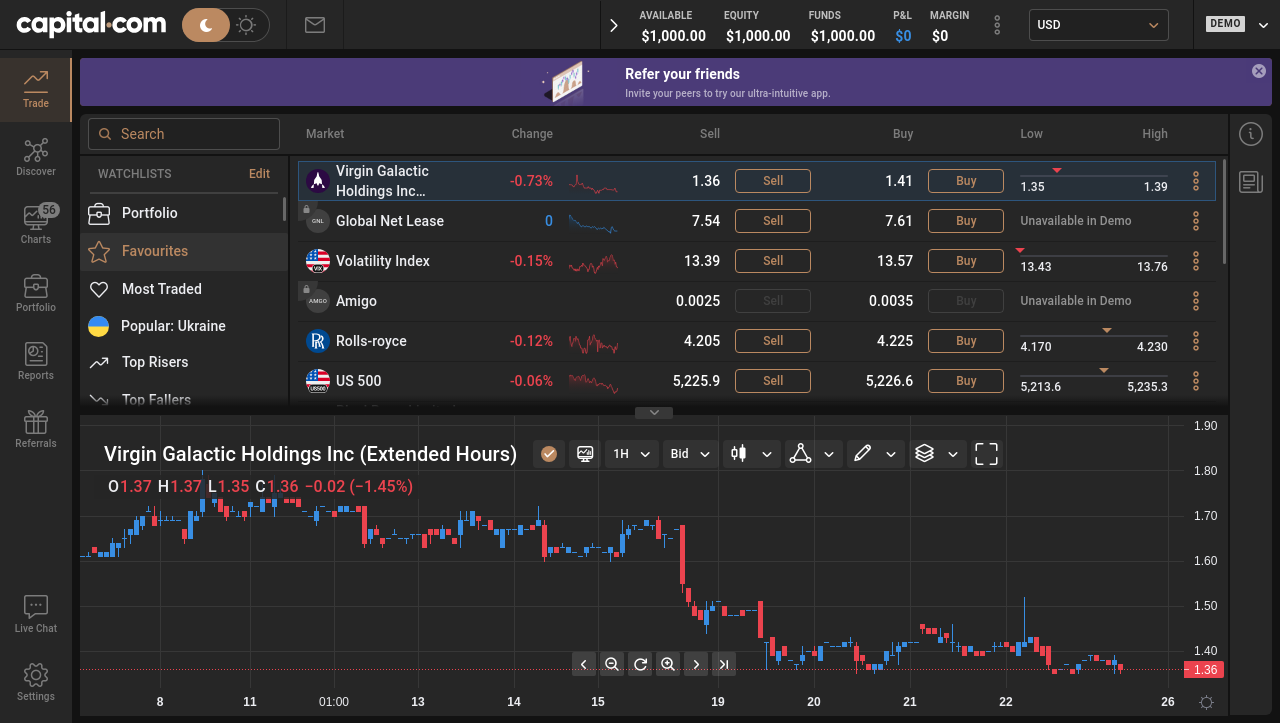 capital.com
AVAILABLE EQUITY FUNDS P&L MARGIN
$1,000.00 $1,000.00 $1,000.00 $0 $0
USD
DEMO
Trade
Discover
56
Charts
Portfolio
Reports
Referrals
Live Chat
Settings
Refer your friends
Invite your peers to try our ultra-intuitive app.
Search
WATCHLISTS Edit
Portfolio
Favourites
Most Traded
Popular: Ukraine
Top Risers
Top Fallers
Market Change Sell Buy Low High
Virgin Galactic
Holdings Inc… -0.73% 1.36 Sell 1.41 Buy 1.35 1.39
GNL Global Net Lease 0 7.54 Sell 7.61 Buy Unavailable in Demo
VIX Volatility Index -0.15% 13.39 Sell 13.57 Buy 13.43 13.76
AMGO Amigo 0.0025 Sell 0.0035 Buy Unavailable in Demo
Rolls-royce -0.12% 4.205 Sell 4.225 Buy 4.170 4.230
US500 US 500 -0.06% 5,225.9 Sell 5,226.6 Buy 5,213.6 5,235.3
Virgin Galactic Holdings Inc (Extended Hours) 1H Bid
O1.37 H1.37 L1.35 C1.36 −0.02 (−1.45%)
1.90
1.80
1.70
1.60
1.50
1.40
1.36
8 11 01:00 13 14 15 19 20 21 22 26